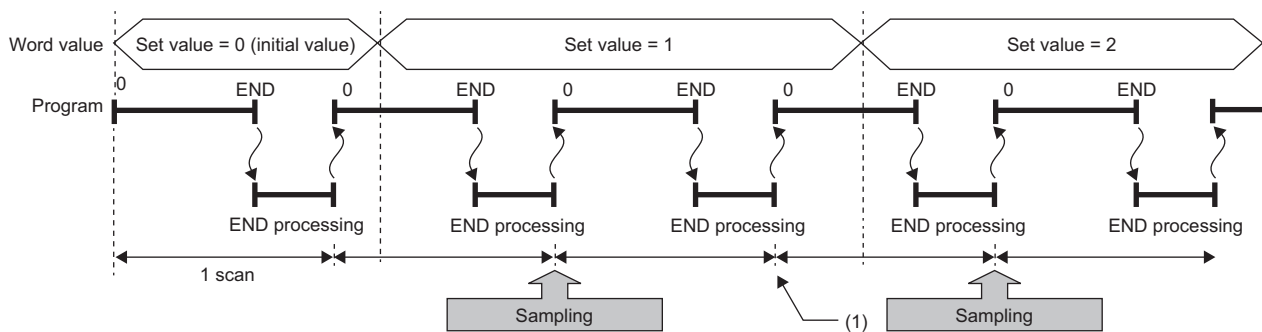 Word value
Set value = 0 (initial value)
Set value = 1
Set value = 2
Program
0
END
0
END
0
END
0
END
0
END
END processing
END processing
END processing
END processing
END processing
1 scan
Sampling
(1)
Sampling